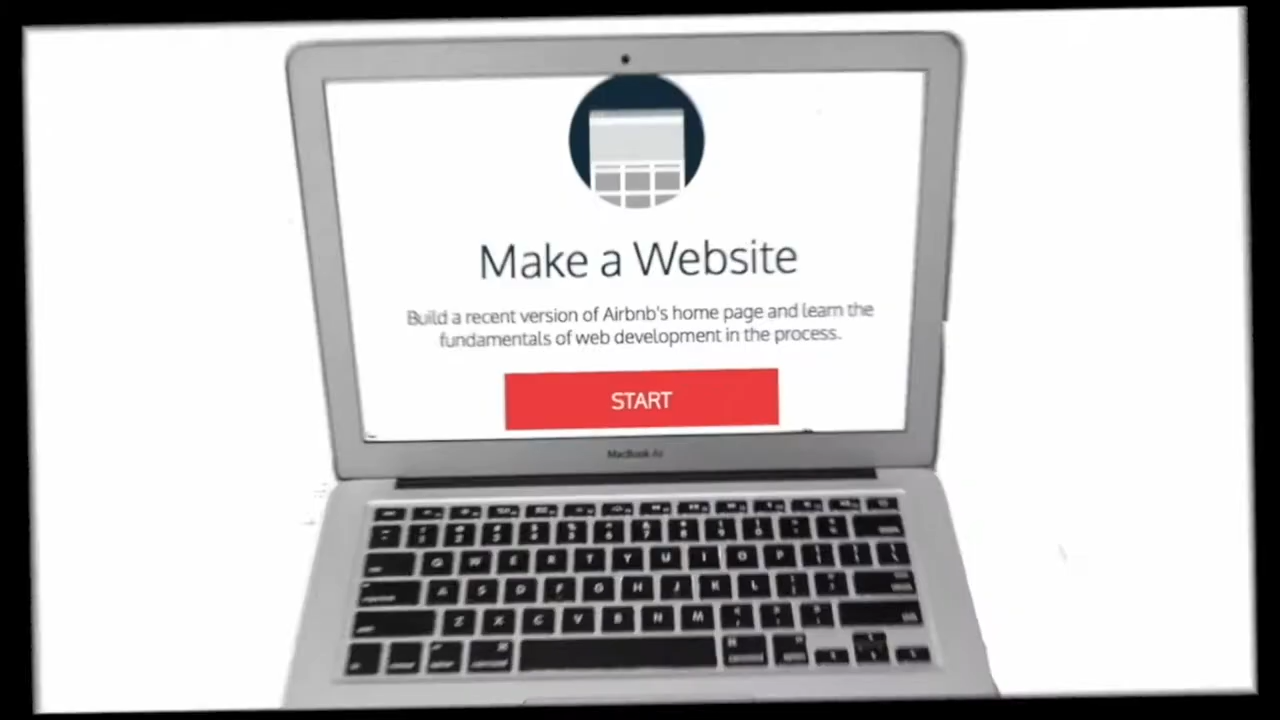 Make a Website
Build a recent version of Airbnb's home page and learn the
fundamentals of web development in the process.
START
MacBook Air
Q W E R T Y U I O P
A S D F G H J K L
Z X C V B N M